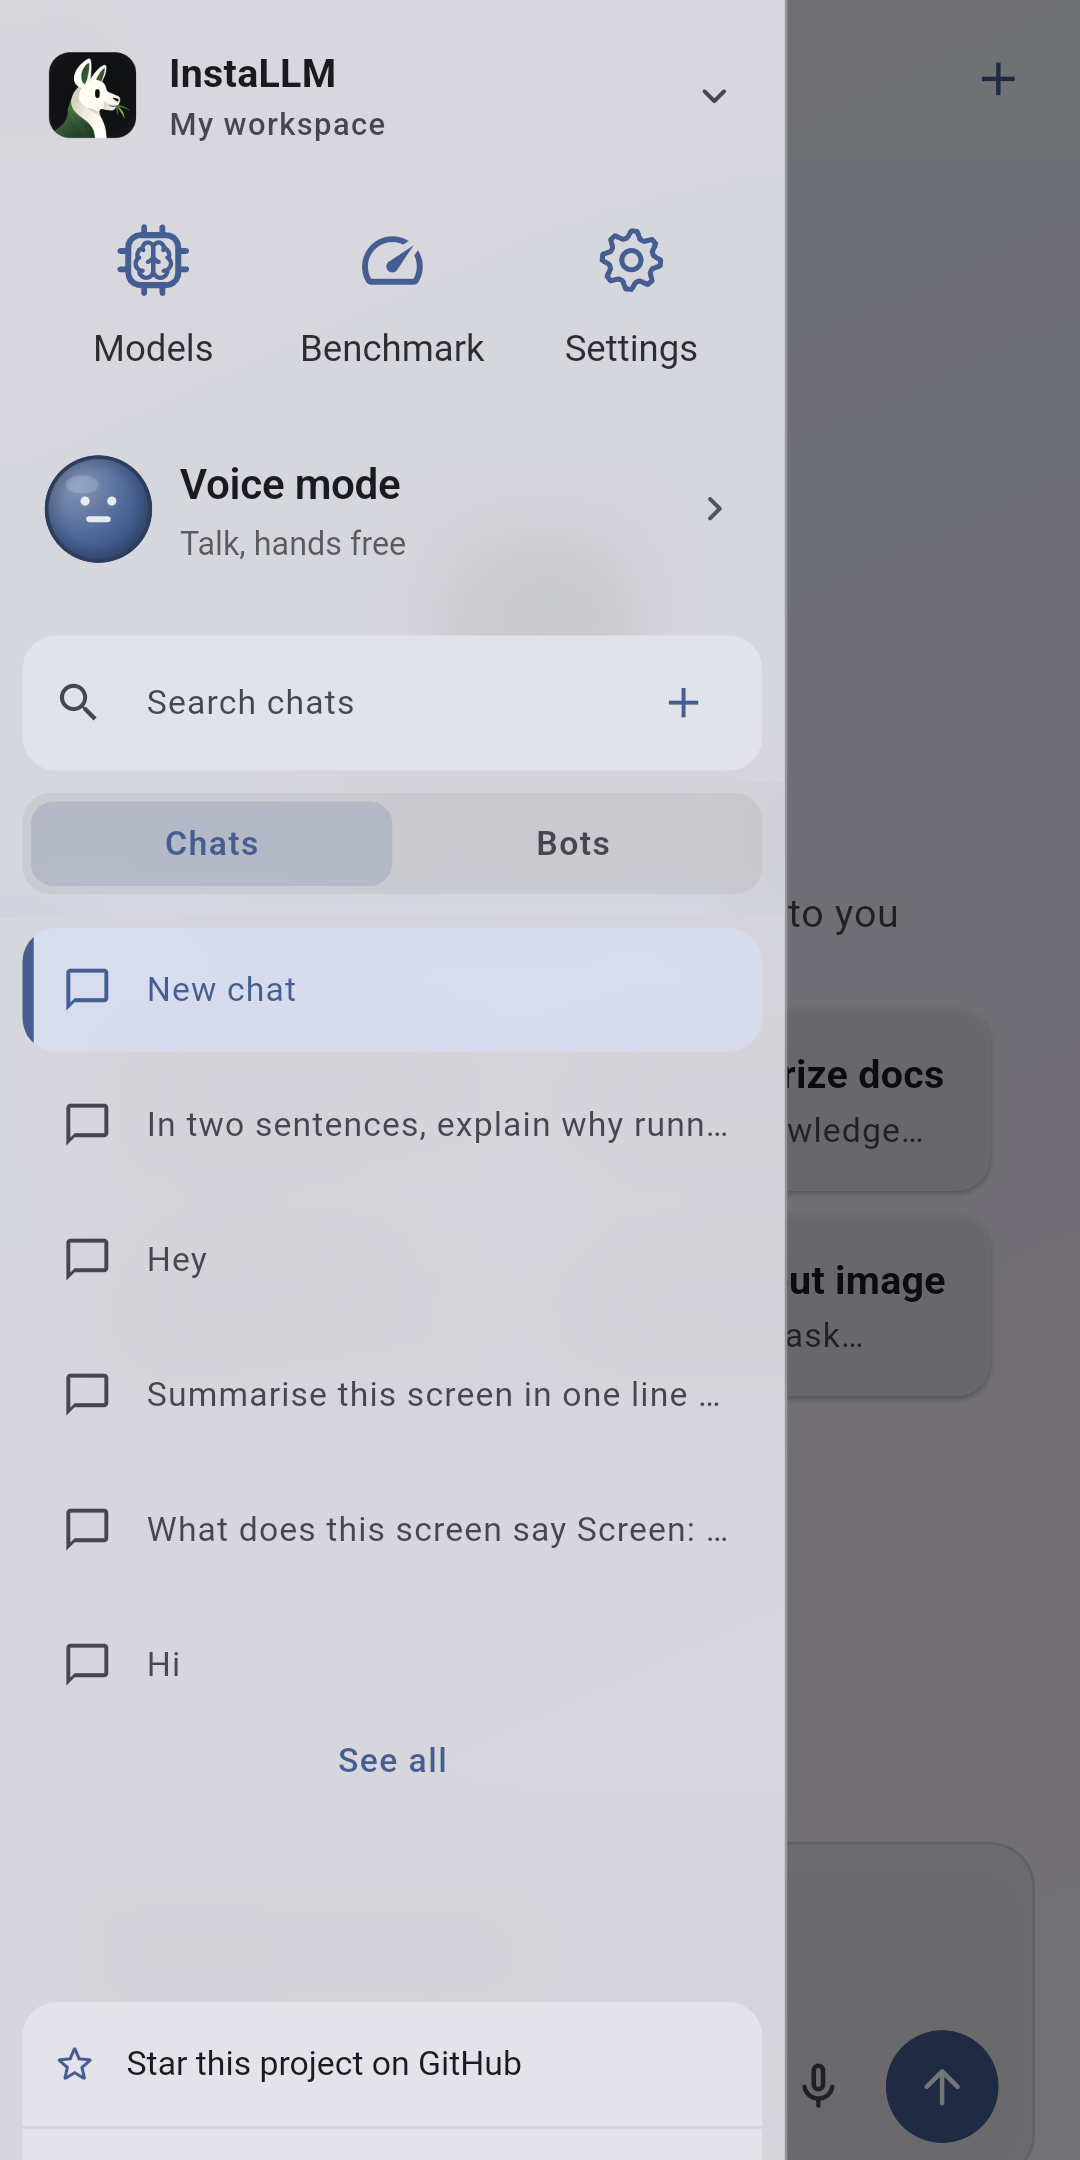 InstaLLM
My workspace
Models
Benchmark
Settings
Voice mode
Talk, hands free
Search chats
Chats
Bots
to you
New chat
rize docs
In two sentences, explain why runn…
wledge…
Hey
ut image
ask…
Summarise this screen in one line …
What does this screen say Screen: …
Hi
See all
Star this project on GitHub